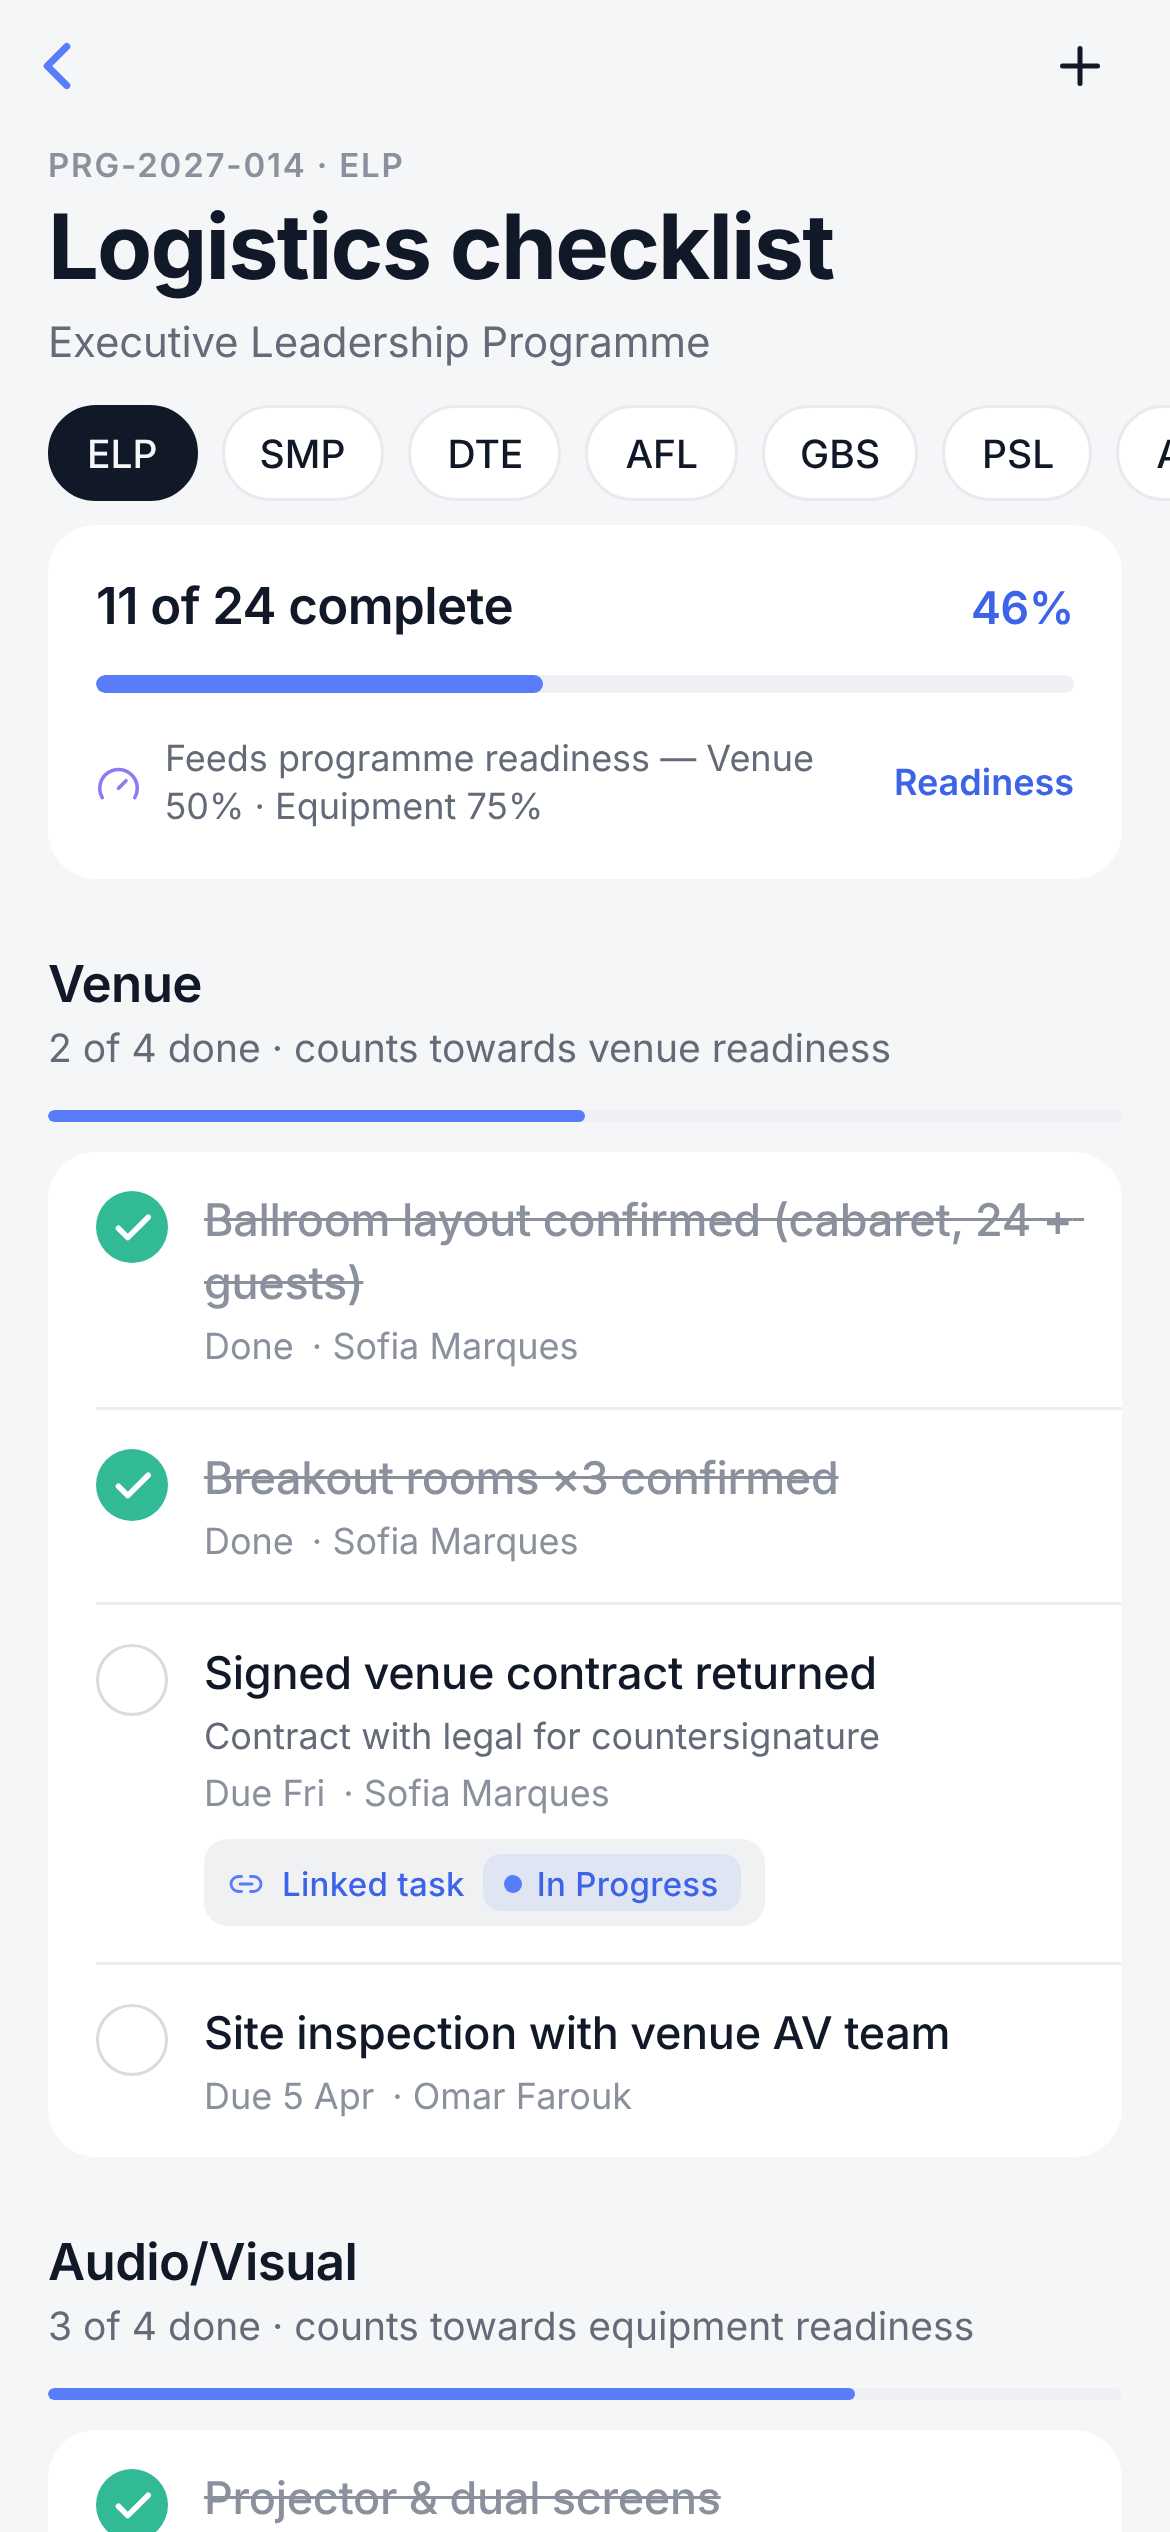 PRG-2027-014 · ELP
Logistics checklist
Executive Leadership Programme
ELP SMP DTE AFL GBS PSL
11 of 24 complete 46%
Feeds programme readiness — Venue
50% · Equipment 75%
Readiness
Venue
2 of 4 done · counts towards venue readiness
Ballroom layout confirmed (cabaret, 24 +
guests)
Done · Sofia Marques
Breakout rooms ×3 confirmed
Done · Sofia Marques
Signed venue contract returned
Contract with legal for countersignature
Due Fri · Sofia Marques
Linked task In Progress
Site inspection with venue AV team
Due 5 Apr · Omar Farouk
Audio/Visual
3 of 4 done · counts towards equipment readiness
Projector & dual screens